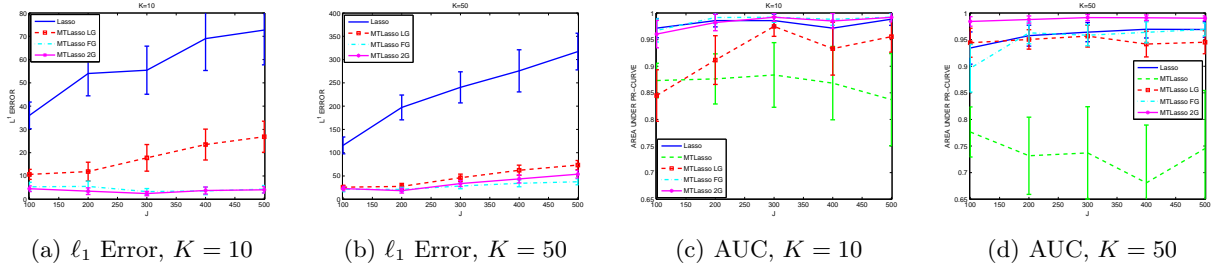 K=10
80
70
60
50
40
30
20
10
0
L¹ ERROR
100 150 200 250 300 350 400 450 500
J
Lasso
MTLasso LG
MTLasso FG
MTLasso 2G
(a) ℓ₁ Error, K = 10
K=50
400
350
300
250
200
150
100
50
0
L¹ ERROR
100 150 200 250 300 350 400 450 500
J
Lasso
MTLasso LG
MTLasso FG
MTLasso 2G
(b) ℓ₁ Error, K = 50
K=10
1
0.95
0.9
0.85
0.8
0.75
0.7
0.65
AREA UNDER PR-CURVE
100 150 200 250 300 350 400 450 500
J
Lasso
MTLasso
MTLasso LG
MTLasso FG
MTLasso 2G
(c) AUC, K = 10
K=50
1
0.95
0.9
0.85
0.8
0.75
0.7
0.65
AREA UNDER PR-CURVE
100 150 200 250 300 350 400 450 500
J
Lasso
MTLasso
MTLasso LG
MTLasso FG
MTLasso 2G
(d) AUC, K = 50